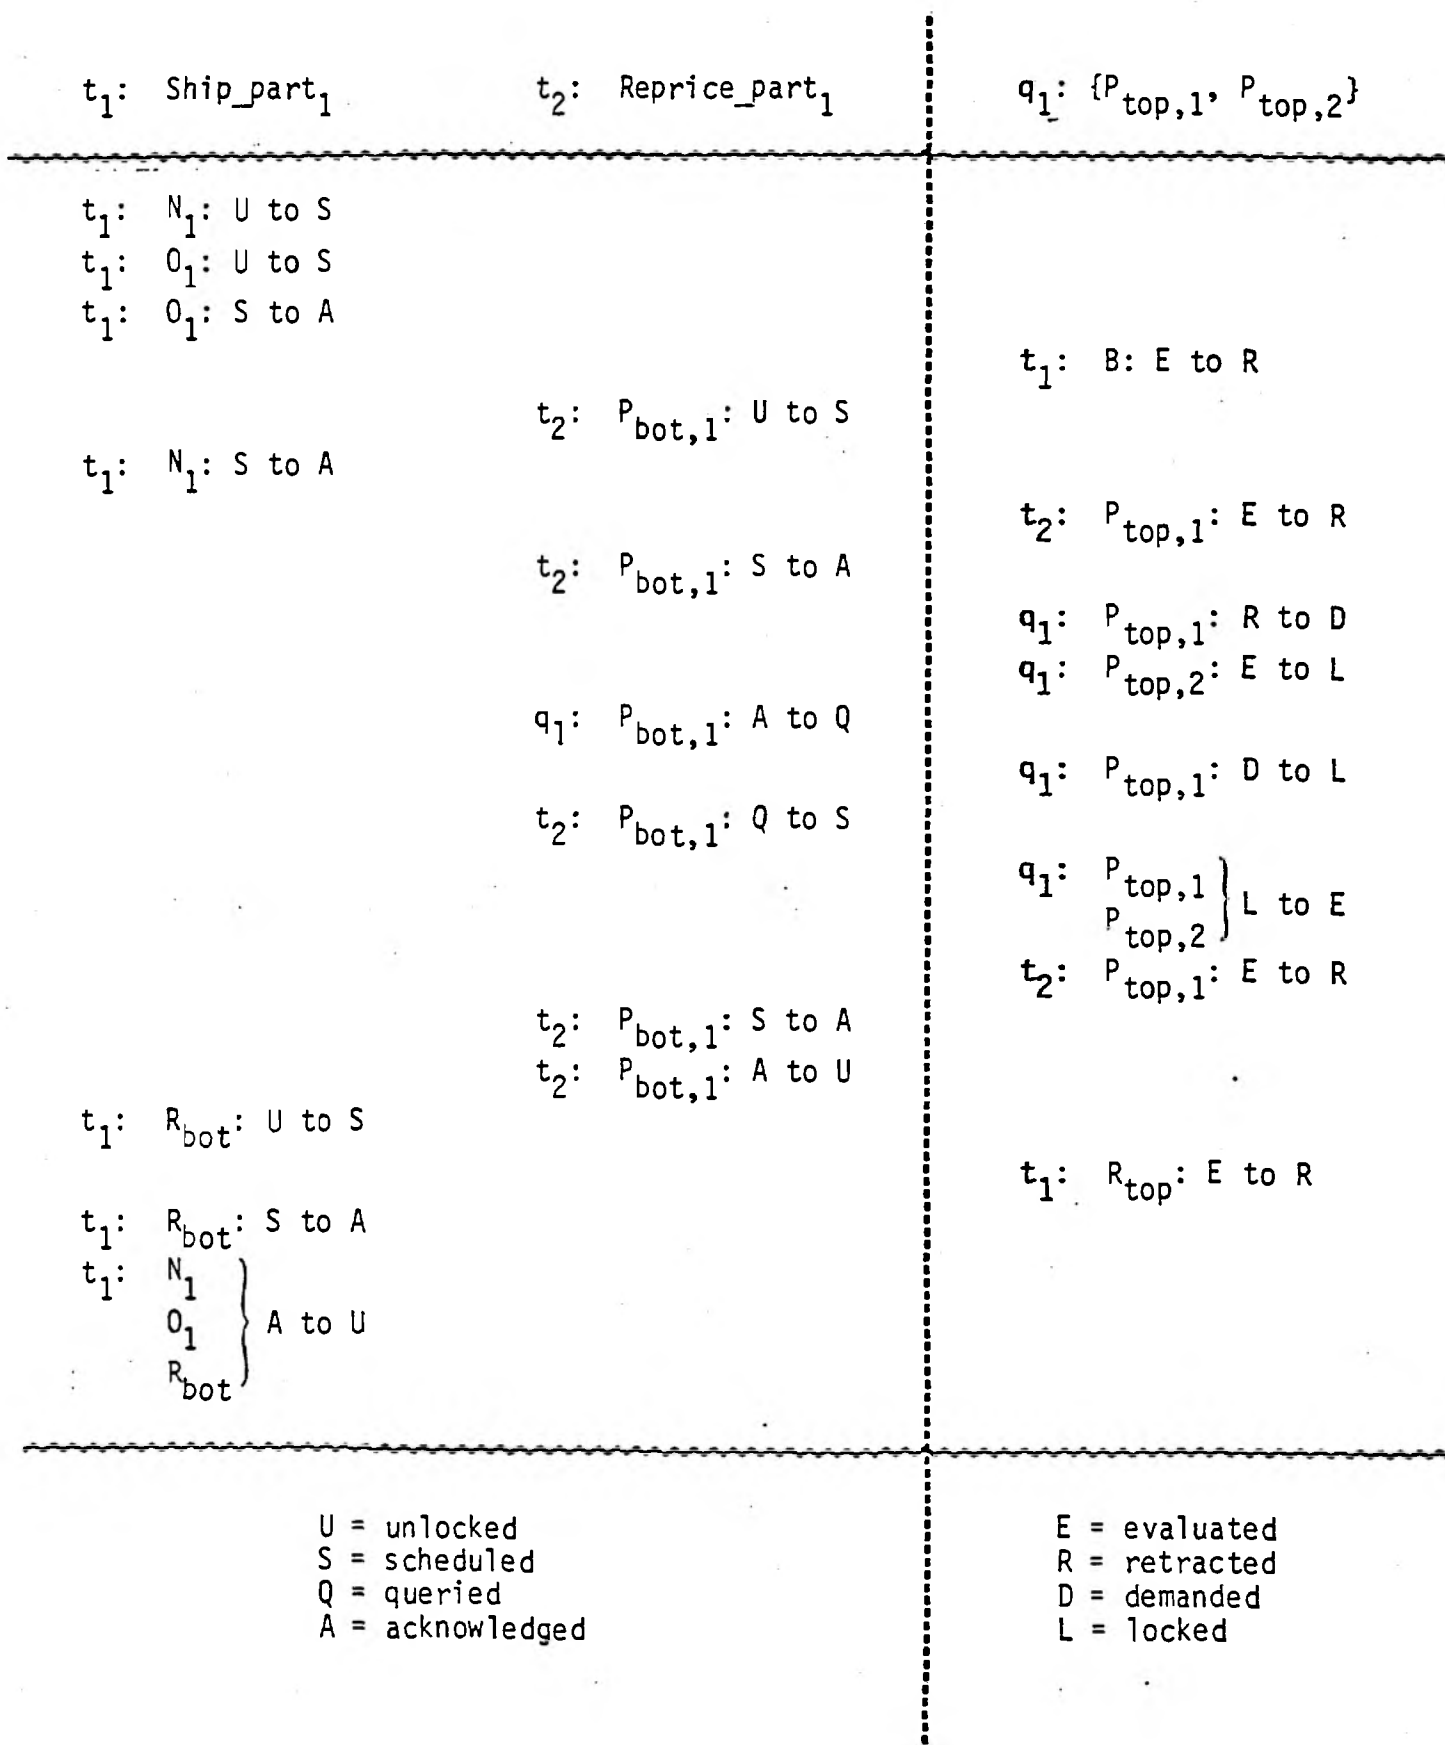 t1: Ship_part1 t2: Reprice_part1 q1: {Ptop,1, Ptop,2}
t1: N1: U to S
t1: O1: U to S
t1: O1: S to A
t1: B: E to R
t2: Pbot,1: U to S
t1: N1: S to A
t2: Ptop,1: E to R
t2: Pbot,1: S to A
q1: Ptop,1: R to D
q1: Ptop,2: E to L
q1: Pbot,1: A to Q
q1: Ptop,1: D to L
t2: Pbot,1: Q to S
q1: Ptop,1
Ptop,2 } L to E
t2: Ptop,1: E to R
t2: Pbot,1: S to A
t2: Pbot,1: A to U
t1: Rbot: U to S
t1: Rtop: E to R
t1: Rbot: S to A
t1: N1
O1 } A to U
Rbot
U = unlocked E = evaluated
S = scheduled R = retracted
Q = queried D = demanded
A = acknowledged L = locked